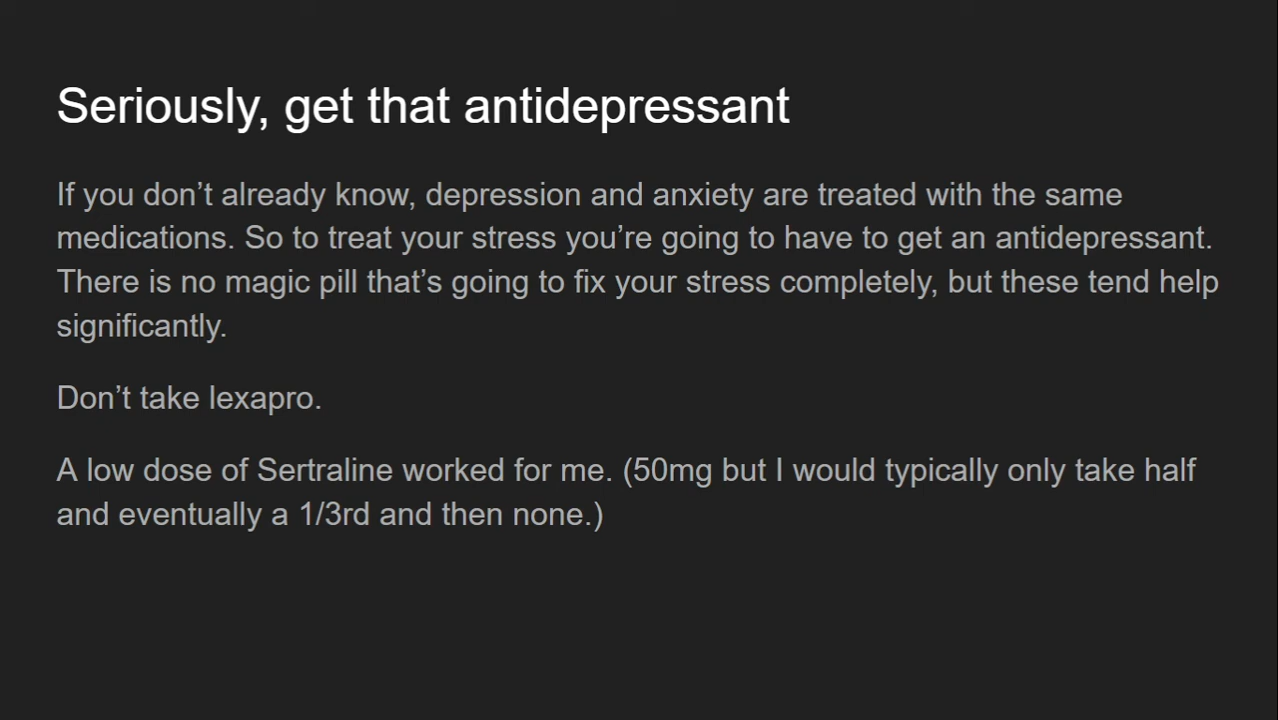 Seriously, get that antidepressant
If you don’t already know, depression and anxiety are treated with the same
medications. So to treat your stress you’re going to have to get an antidepressant.
There is no magic pill that’s going to fix your stress completely, but these tend help
significantly.
Don’t take lexapro.
A low dose of Sertraline worked for me. (50mg but I would typically only take half
and eventually a 1/3rd and then none.)